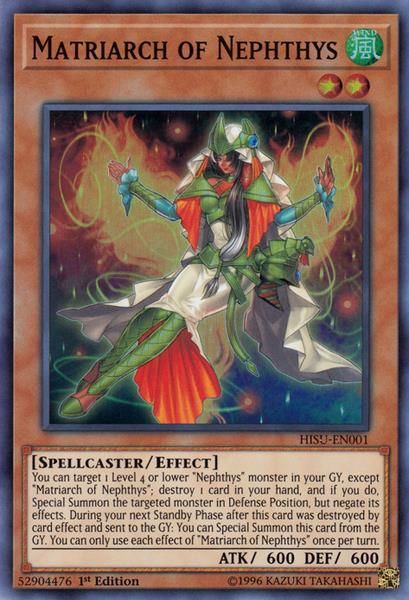 MATRIARCH OF NEPHTHYS
WIND
風
HISU-EN001
[SPELLCASTER/EFFECT]
You can target 1 Level 4 or lower "Nephthys" monster in your GY, except
"Matriarch of Nephthys"; destroy 1 card in your hand, and if you do,
Special Summon the targeted monster in Defense Position, but negate its
effects. During your next Standby Phase after this card was destroyed by
card effect and sent to the GY: You can Special Summon this card from the
GY. You can only use each effect of "Matriarch of Nephthys" once per turn.
ATK/ 600 DEF/ 600
52904476 1st Edition ©1996 KAZUKI TAKAHASHI